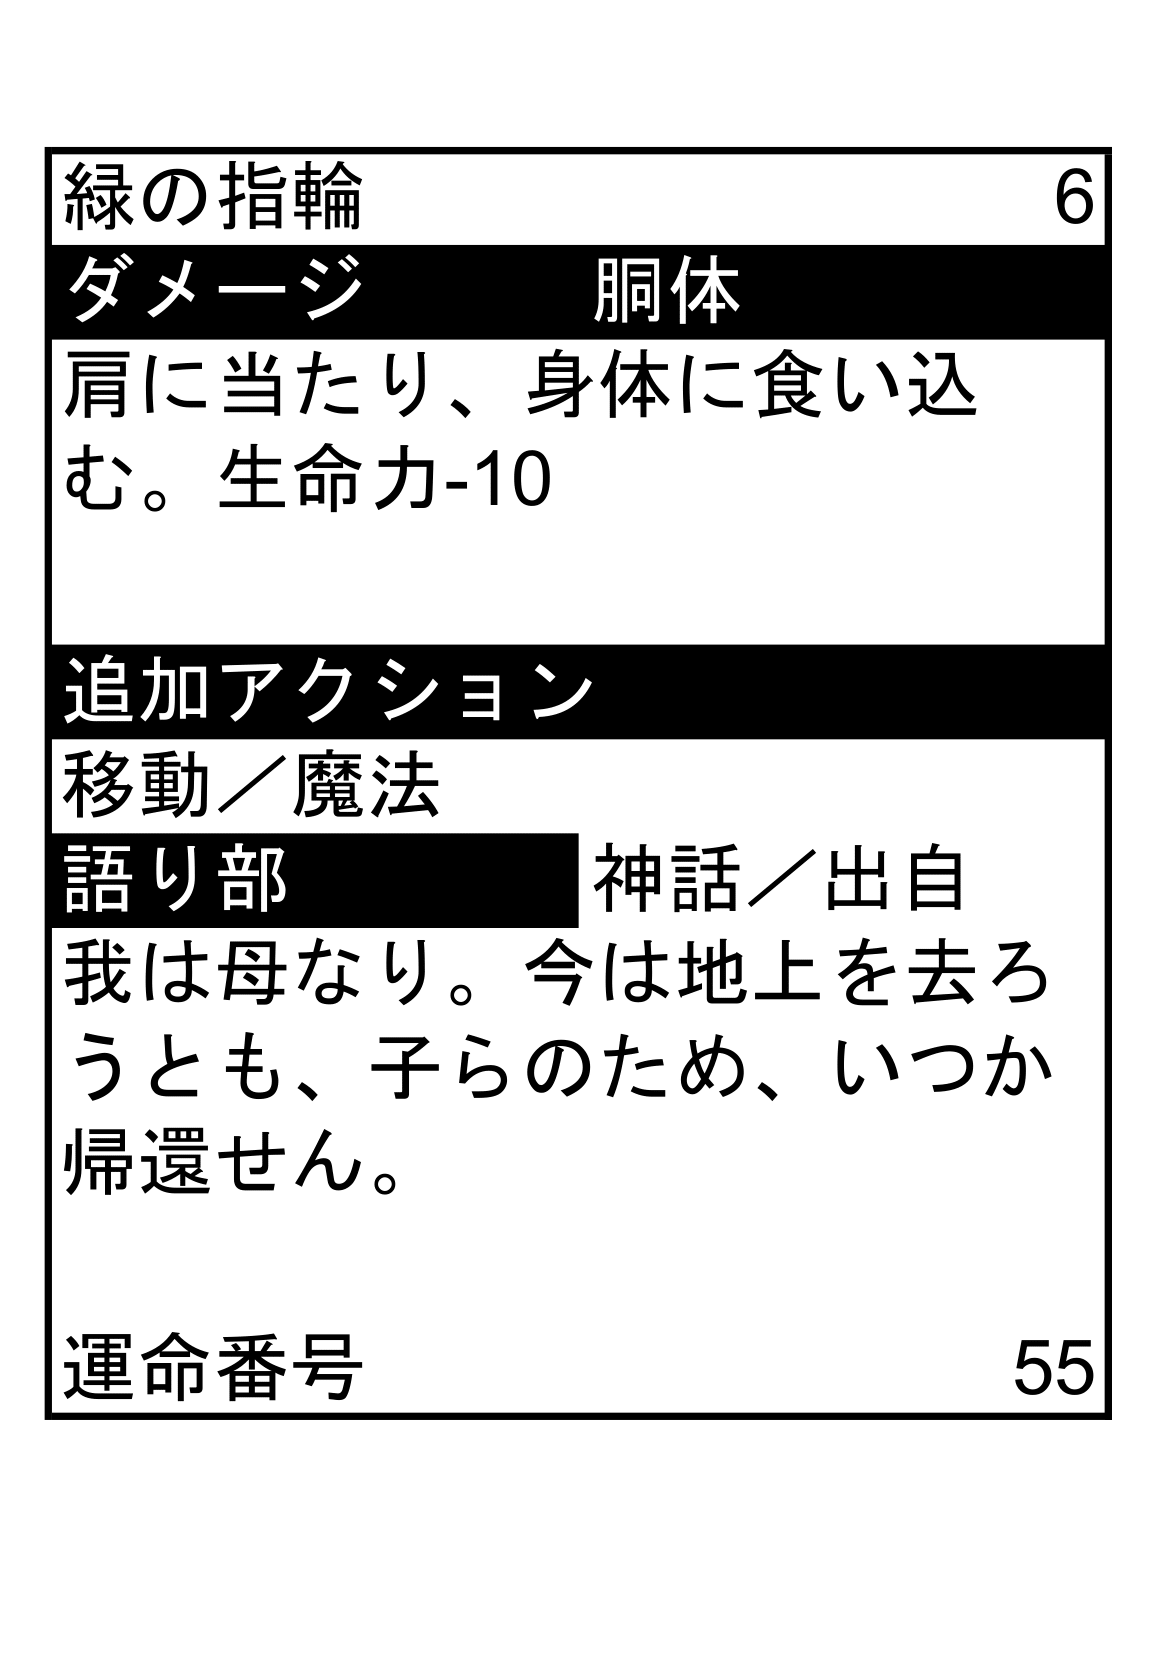 緑の指輪 6
ダメージ 胴体
肩に当たり、身体に食い込
む。生命力-10
追加アクション
移動／魔法
語り部 神話／出自
我は母なり。今は地上を去ろ
うとも、子らのため、いつか
帰還せん。
運命番号 55